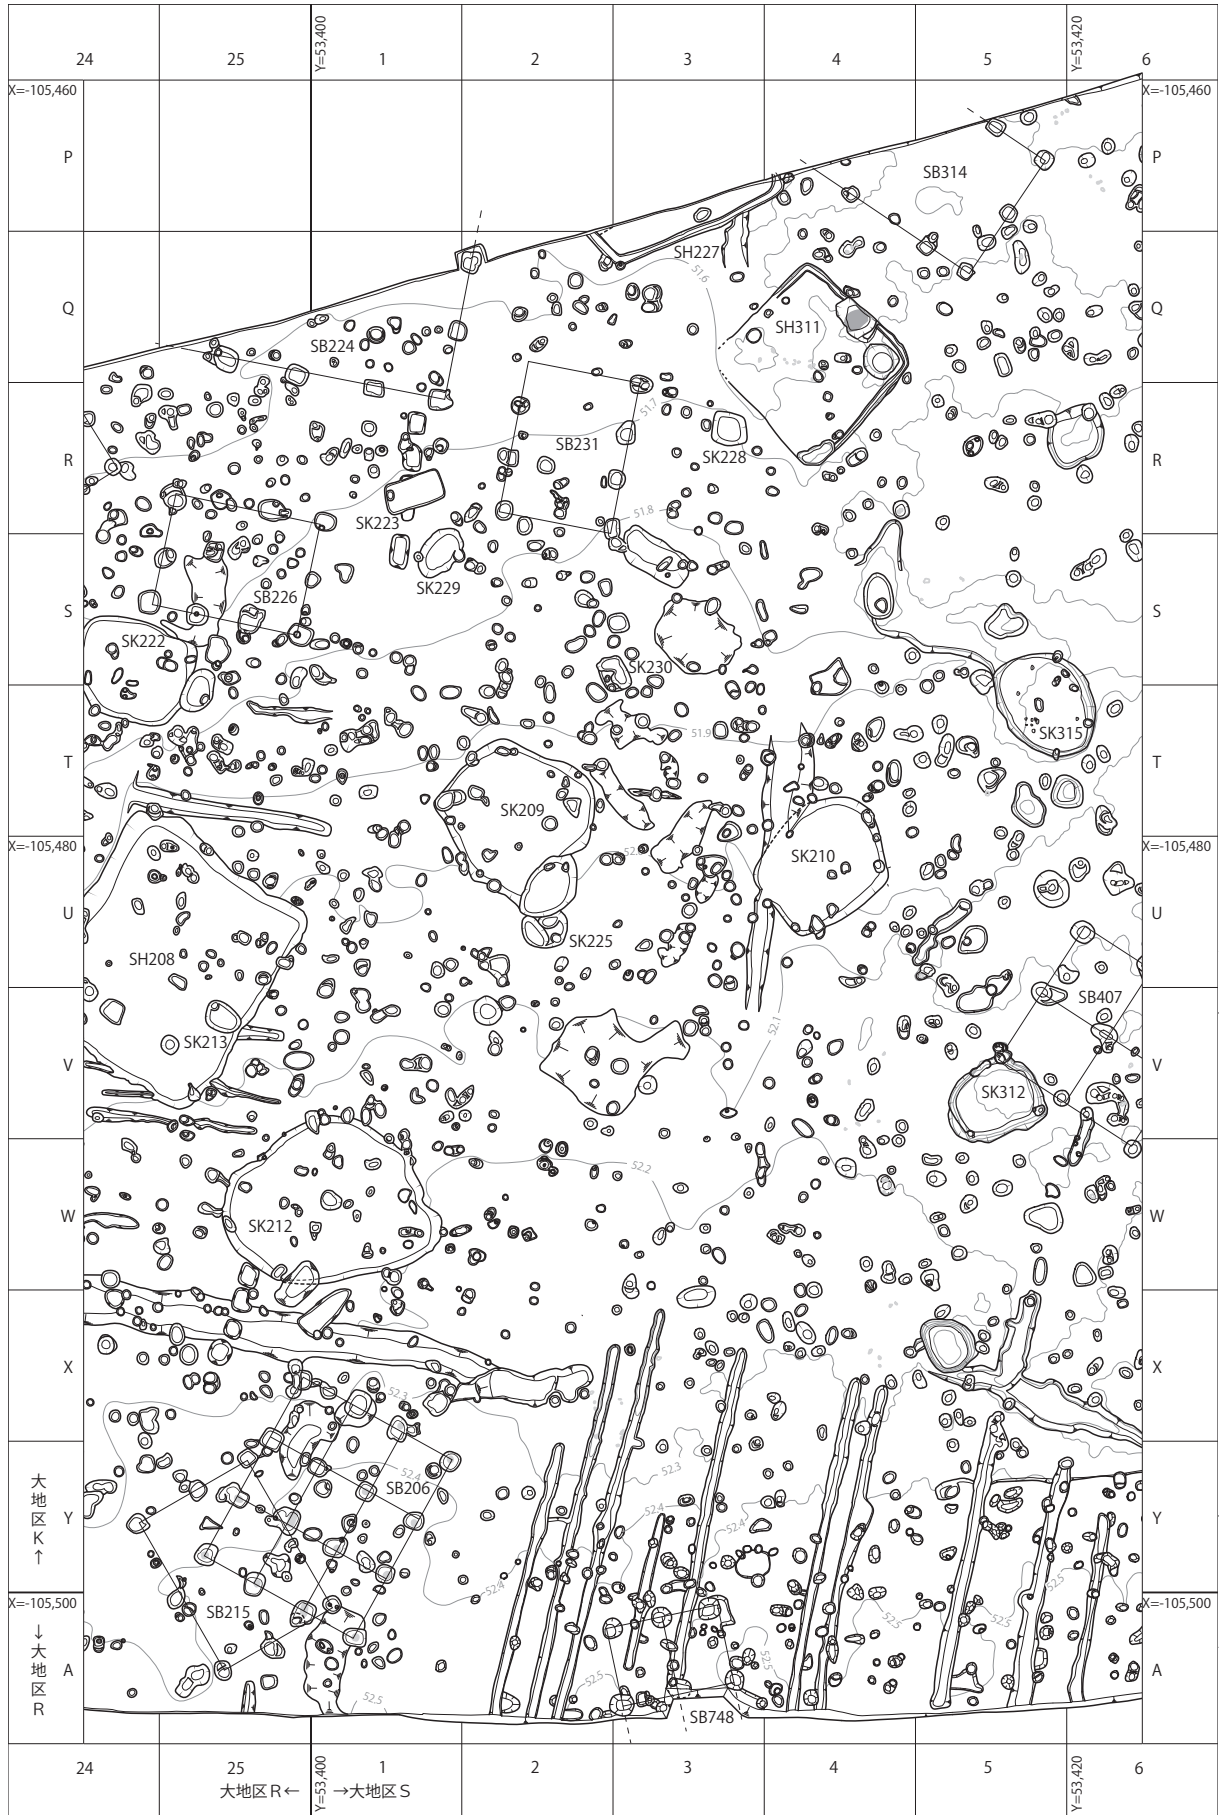 24 25 Y=53,400 1 2 3 4 5 Y=53,420 6
X=-105,460 X=-105,460
P P
SB314
SH227
51.6
Q Q
SH311
SB224
51.7
R SB231 R
SK228
SK223 51.8
SK229
S SB226 S
SK222
SK230
51.9 SK315
T T
SK209
X=-105,480 X=-105,480
SK210
U U
SK225
SH208
SB407
52.1
SK213
V V
SK312
52.2
W W
SK212
X X
52.3
52.3
52.4
SB206
大地区K↑ Y 52.4 52.4 Y
52.4 52.5
X=-105,500 X=-105,500
SB215 52.5 52.5
↓大地区R A 52.5 A
52.5 52.5
SB748
24 25 Y=53,400 1 2 3 4 5 Y=53,420 6
大地区R← →大地区S